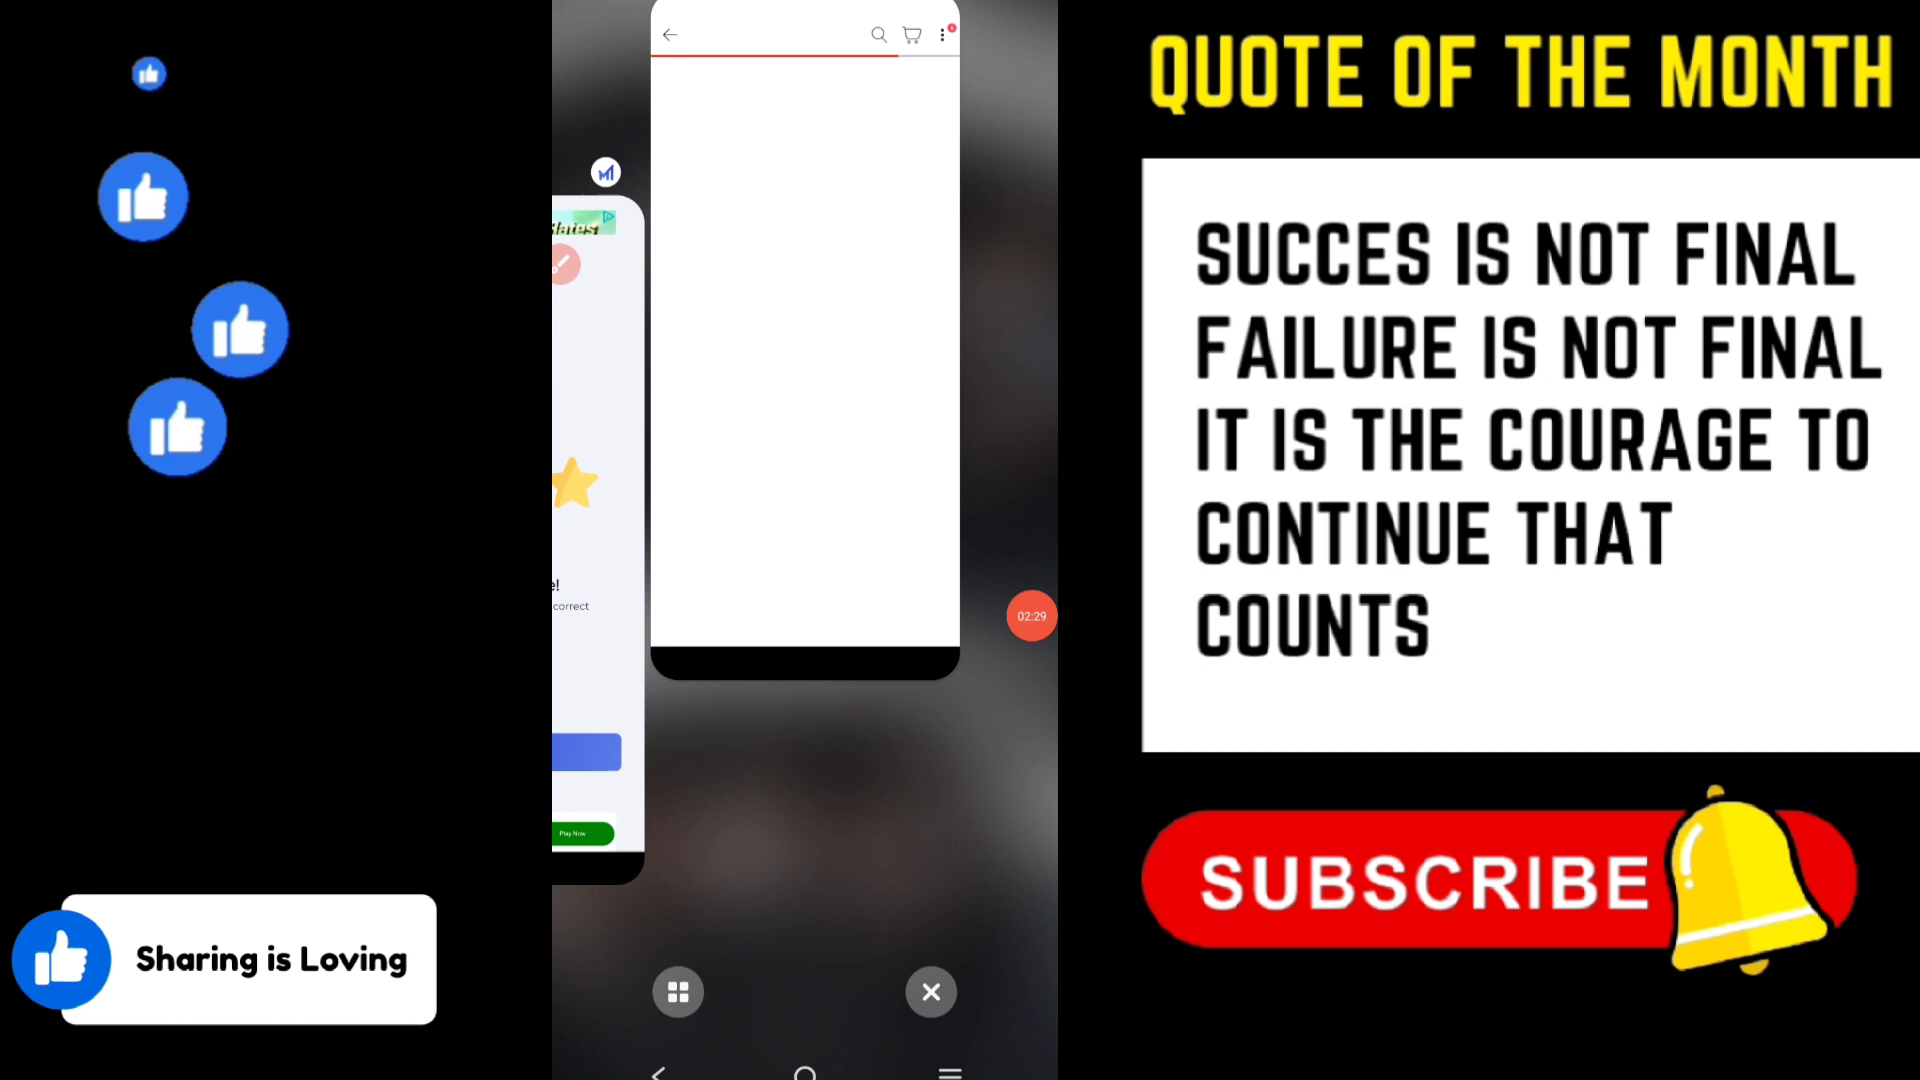 QUOTE OF THE MONTH
SUCCES IS NOT FINAL
FAILURE IS NOT FINAL
IT IS THE COURAGE TO
CONTINUE THAT
COUNTS
SUBSCRIBE
Sharing is Loving
correct
Play Now
02:29